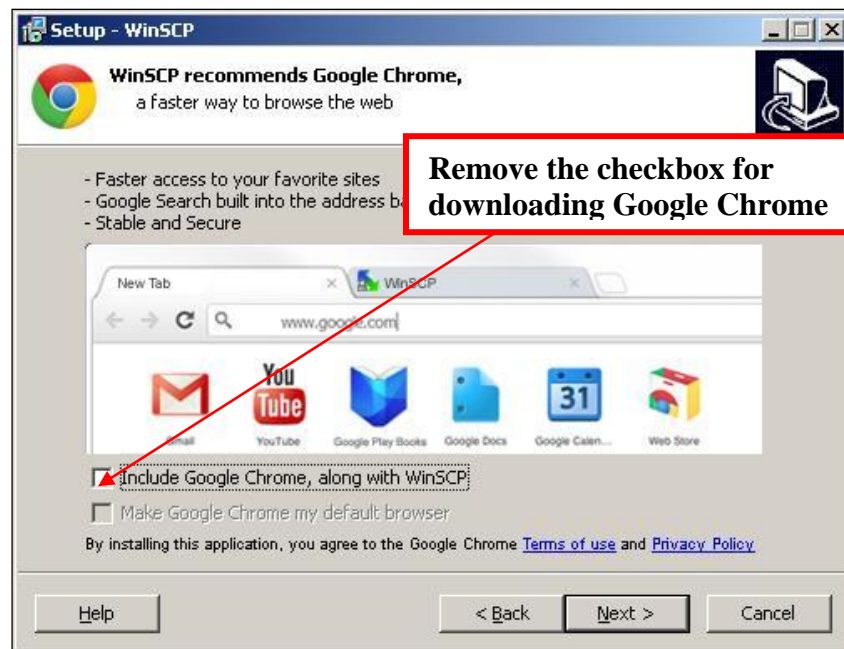 Setup - WinSCP
WinSCP recommends Google Chrome,
a faster way to browse the web
Remove the checkbox for
downloading Google Chrome
- Faster access to your favorite sites
- Google Search built into the address
- Stable and Secure
New Tab
WinSCP
www.google.com
You
Tube
31
Gmail
YouTube
Google Play Books
Google Docs
Google Calen...
Web Store
Include Google Chrome, along with WinSCP
Make Google Chrome my default browser
By installing this application, you agree to the Google Chrome Terms of use and Privacy Policy
Help
< Back
Next >
Cancel